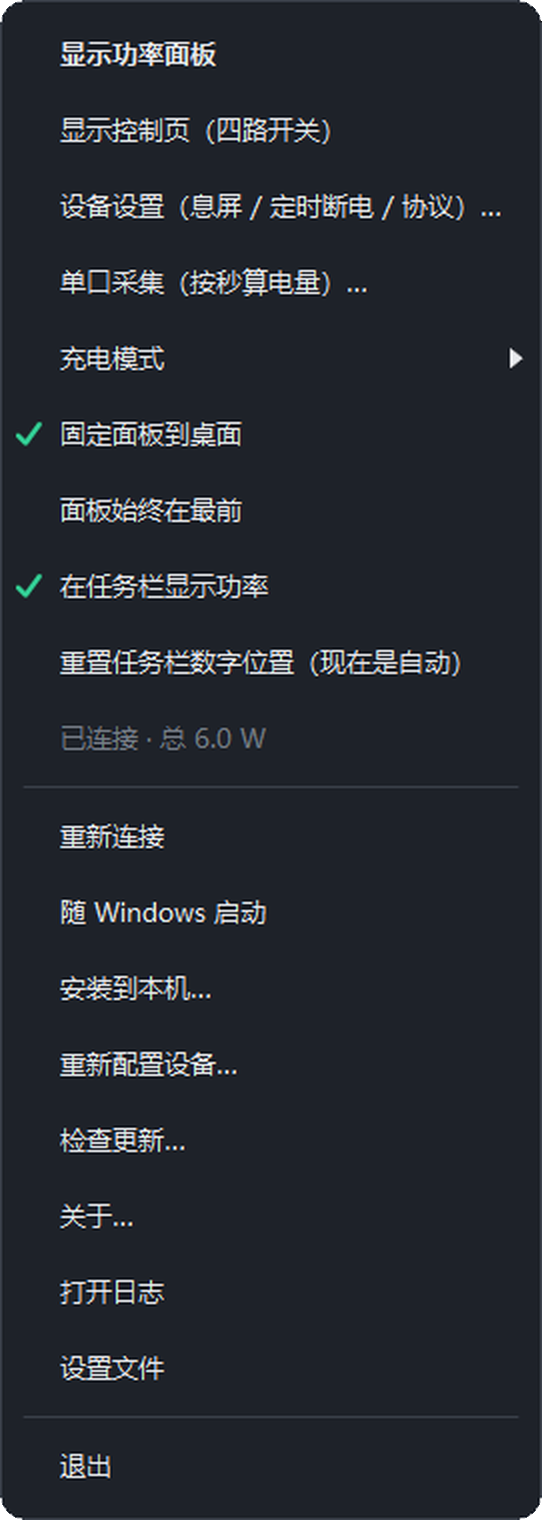 显示功率面板
显示控制页（四路开关）
设备设置（息屏 / 定时断电 / 协议）...
单口采集（按秒算电量）...
充电模式
固定面板到桌面
面板始终在最前
在任务栏显示功率
重置任务栏数字位置（现在是自动）
已连接 · 总 6.0 W
重新连接
随 Windows 启动
安装到本机...
重新配置设备...
检查更新...
关于...
打开日志
设置文件
退出